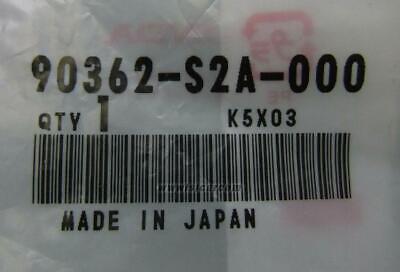 90362-S2A-000
QTY 1 K5X03
MADE IN JAPAN